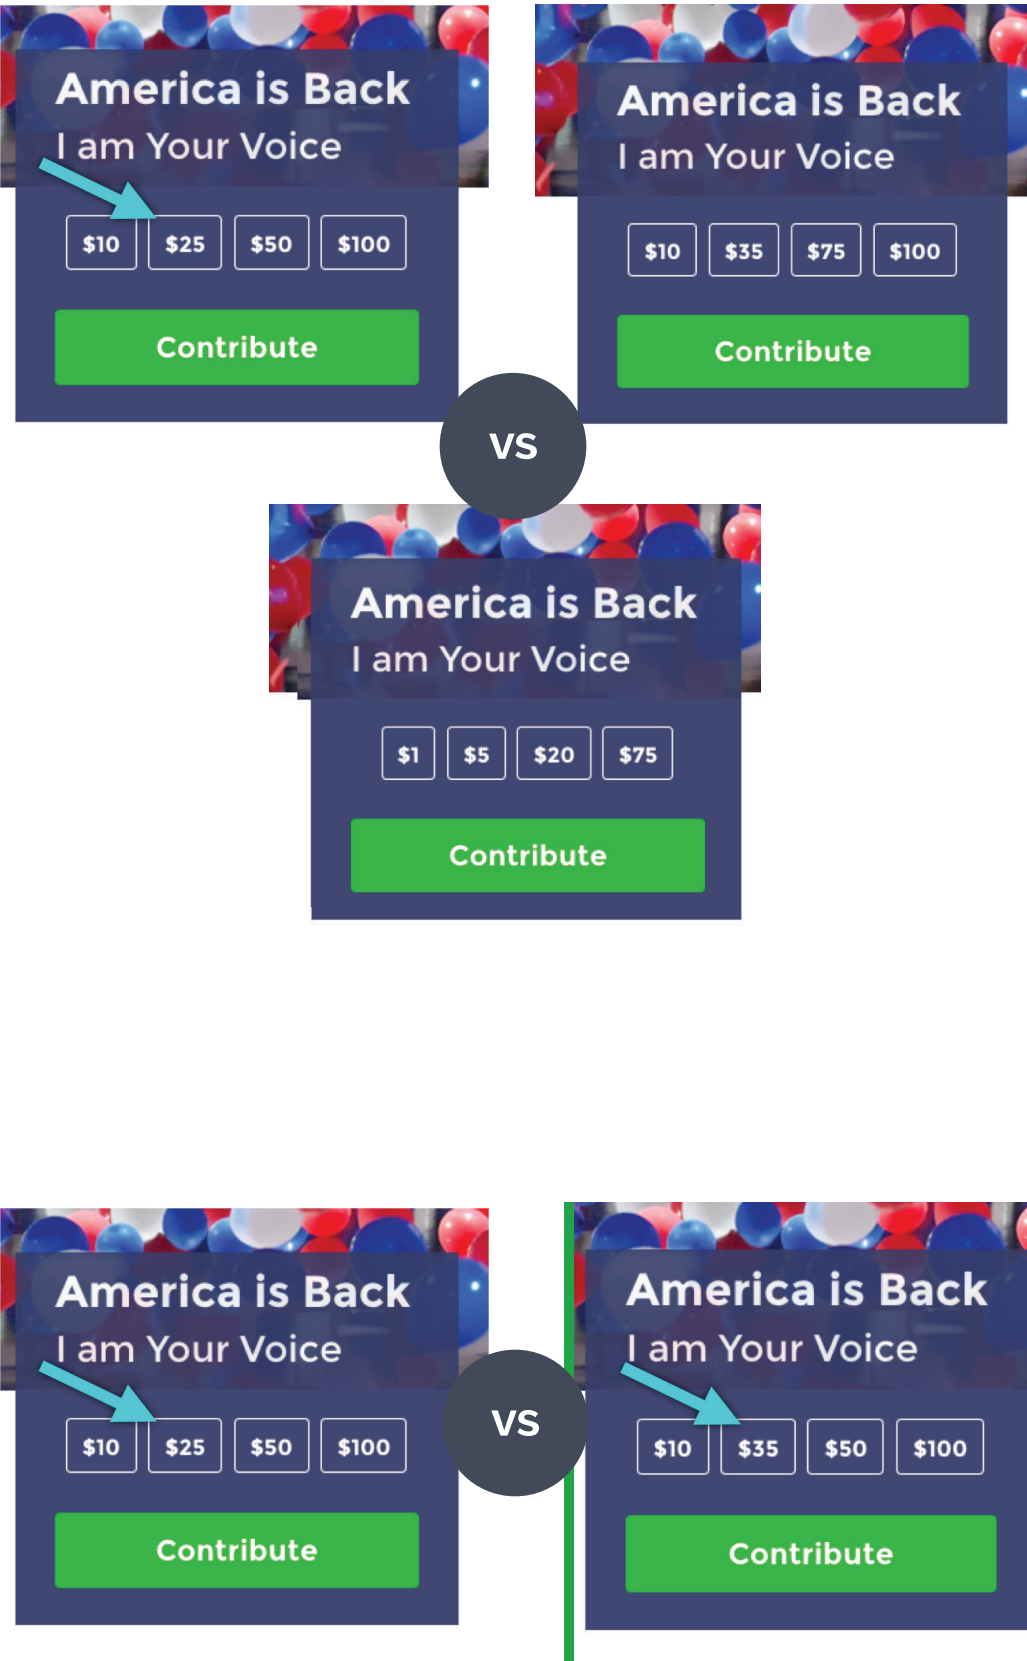 America is Back
I am Your Voice
$10 $25 $50 $100
Contribute
America is Back
I am Your Voice
$10 $35 $75 $100
Contribute
VS
America is Back
I am Your Voice
$1 $5 $20 $75
Contribute
America is Back
I am Your Voice
$10 $25 $50 $100
Contribute
VS
America is Back
I am Your Voice
$10 $35 $50 $100
Contribute